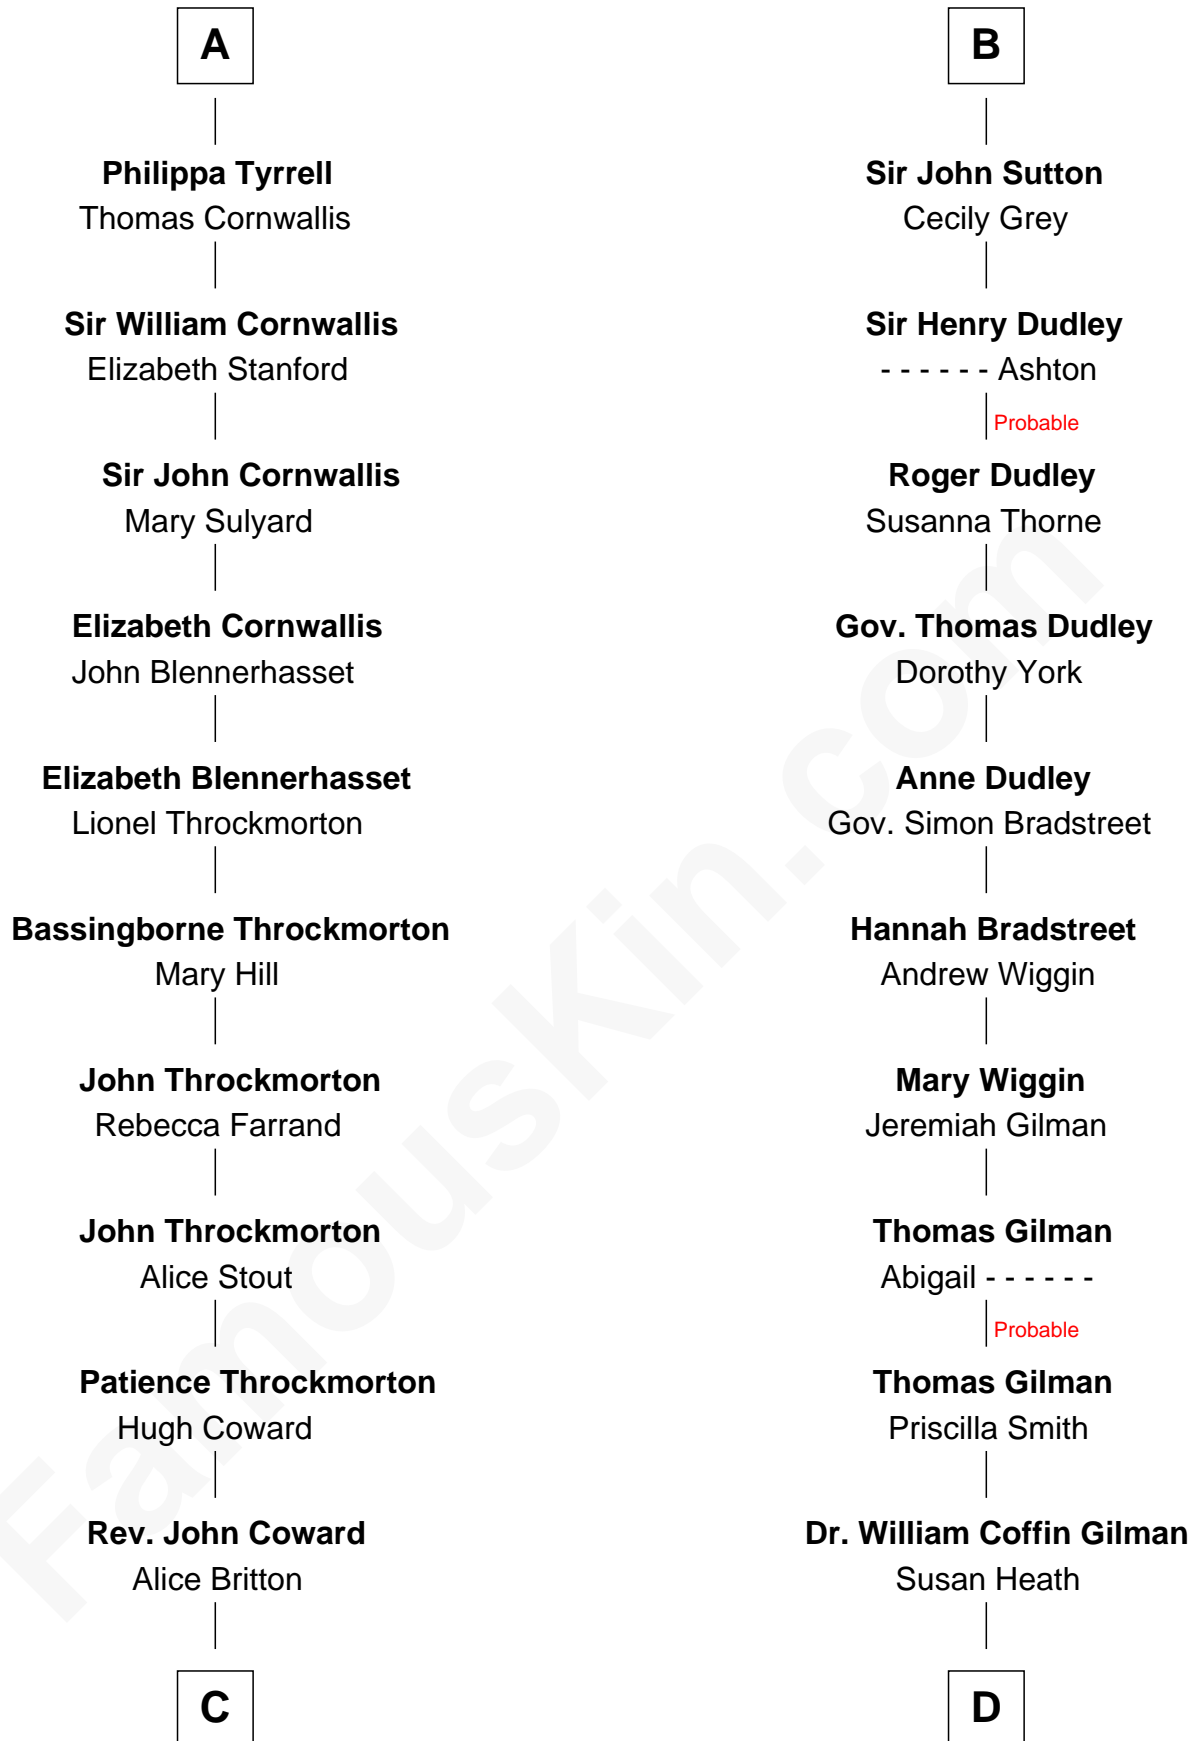 A
Philippa Tyrrell
Thomas Cornwallis
Sir William Cornwallis
Elizabeth Stanford
Sir John Cornwallis
Mary Sulyard
Elizabeth Cornwallis
John Blennerhasset
Elizabeth Blennerhasset
Lionel Throckmorton
Bassingborne Throckmorton
Mary Hill
John Throckmorton
Rebecca Farrand
John Throckmorton
Alice Stout
Patience Throckmorton
Hugh Coward
Rev. John Coward
Alice Britton
C
B
Sir John Sutton
Cecily Grey
Sir Henry Dudley
- - - - - - Ashton
Probable
Roger Dudley
Susanna Thorne
Gov. Thomas Dudley
Dorothy York
Anne Dudley
Gov. Simon Bradstreet
Hannah Bradstreet
Andrew Wiggin
Mary Wiggin
Jeremiah Gilman
Thomas Gilman
Abigail - - - - - -
Probable
Thomas Gilman
Priscilla Smith
Dr. William Coffin Gilman
Susan Heath
D
FamousKin.com